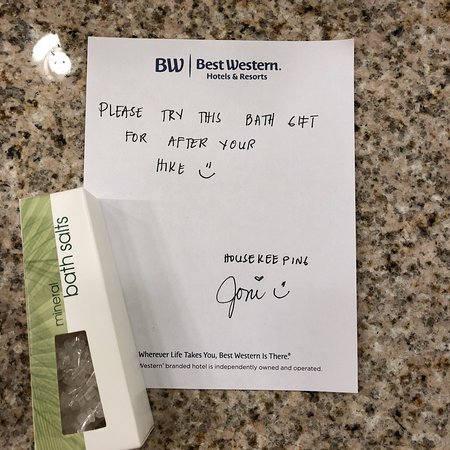 BW Best Western.
Hotels & Resorts
PLEASE TRY THIS BATH GIFT
FOR AFTER YOUR
HIKE
HOUSEKEEPING
Joni
mineral
bath salts
Wherever Life Takes You, Best Western Is There.®
Western® branded hotel is independently owned and operated.